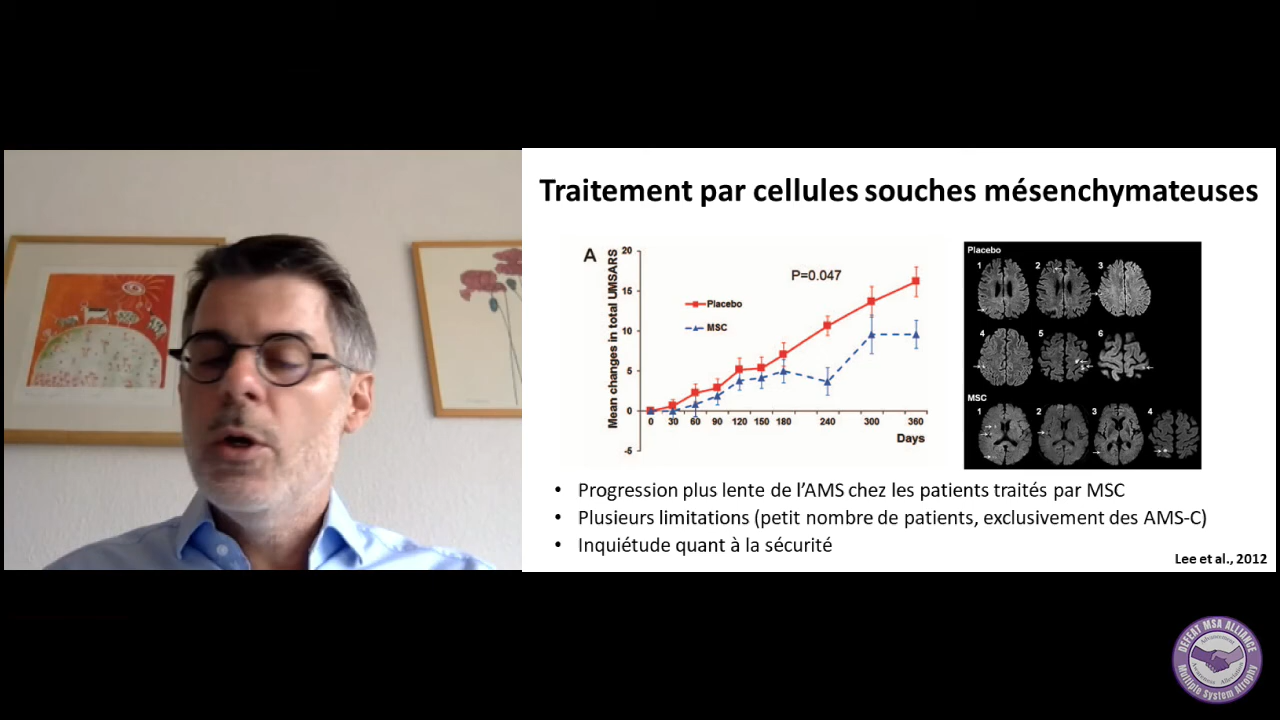 Traitement par cellules souches mésenchymateuses
A
Mean changes in total UMSARS
20
15
10
5
0
-5
P=0.047
Placebo
MSC
0 30 60 90 120 150 180 240 300 360
Days
Placebo
1 2 3
4 5 6
MSC
1 2 3 4
• Progression plus lente de l’AMS chez les patients traités par MSC
• Plusieurs limitations (petit nombre de patients, exclusivement des AMS-C)
• Inquiétude quant à la sécurité
Lee et al., 2012
DEFEAT MSA ALLIANCE
Multiple System Atrophy